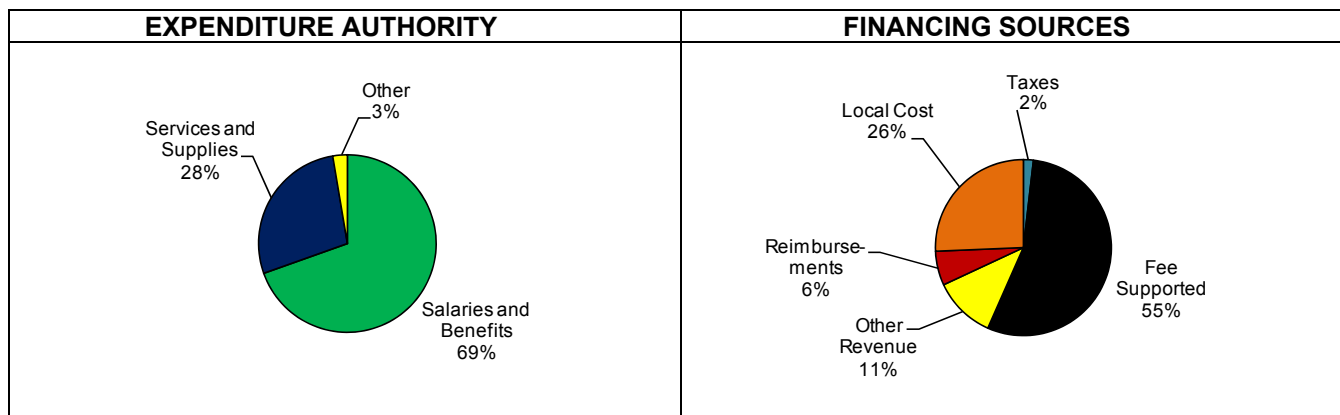 EXPENDITURE AUTHORITY
Other
3%
Services and
Supplies
28%
Salaries and
Benefits
69%
FINANCING SOURCES
Taxes
2%
Local Cost
26%
Reimburse-
ments
6%
Other
Revenue
11%
Fee
Supported
55%